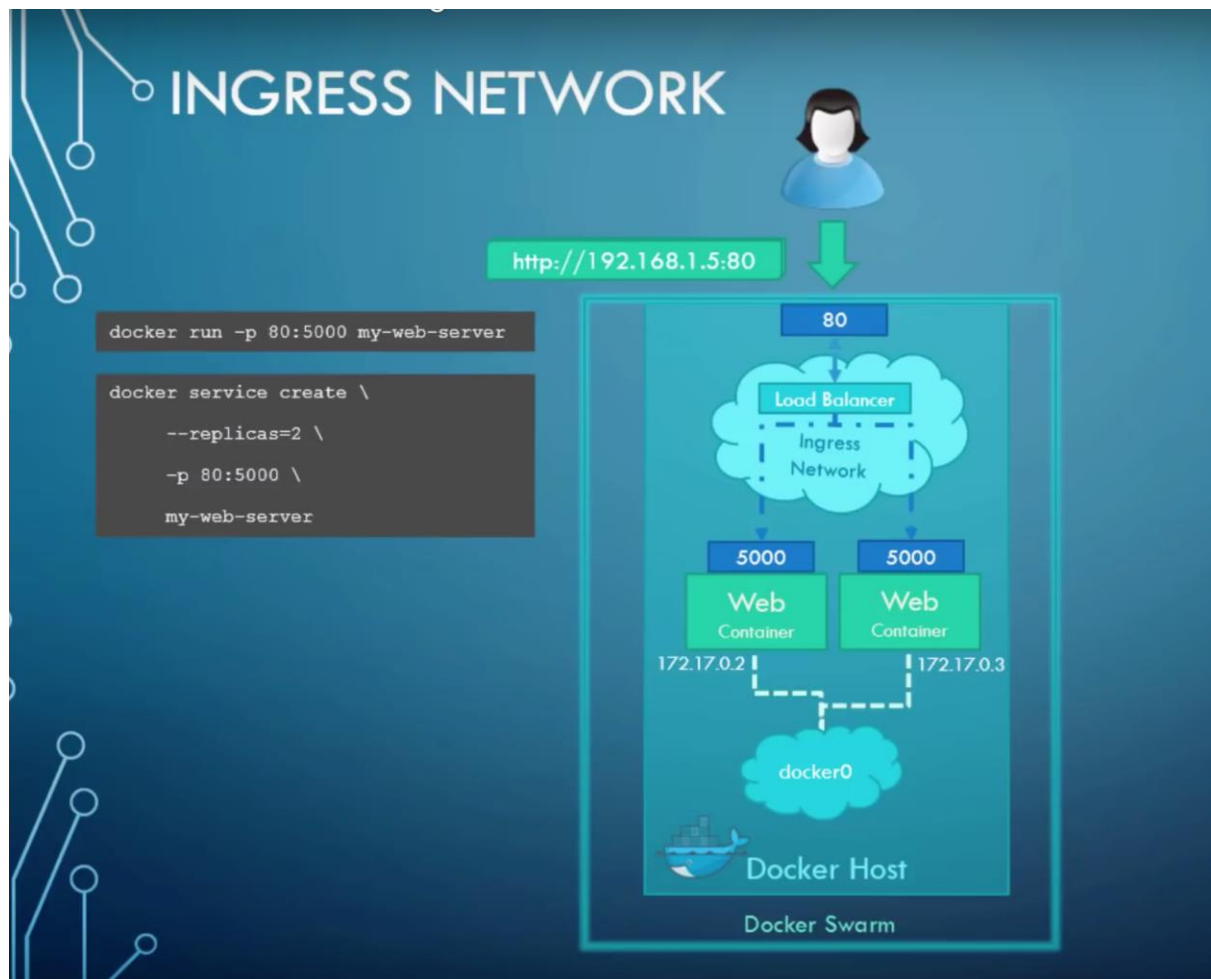 INGRESS NETWORK
http://192.168.1.5:80
docker run -p 80:5000 my-web-server
docker service create \
--replicas=2 \
-p 80:5000 \
my-web-server
80
Load Balancer
Ingress
Network
5000
5000
Web
Container
Web
Container
172.17.0.2
172.17.0.3
docker0
Docker Host
Docker Swarm